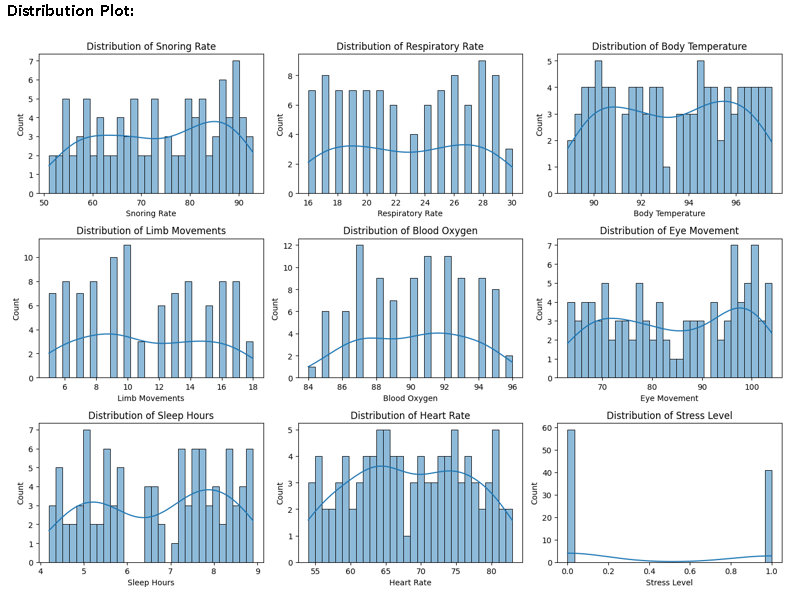 Distribution Plot:
Distribution of Snoring Rate
Count
0 1 2 3 4 5 6 7
50 60 70 80 90
Snoring Rate
Distribution of Respiratory Rate
Count
0 2 4 6 8
16 18 20 22 24 26 28 30
Respiratory Rate
Distribution of Body Temperature
Count
0 1 2 3 4 5
90 92 94 96
Body Temperature
Distribution of Limb Movements
Count
0 2 4 6 8 10
6 8 10 12 14 16 18
Limb Movements
Distribution of Blood Oxygen
Count
0 2 4 6 8 10 12
84 86 88 90 92 94 96
Blood Oxygen
Distribution of Eye Movement
Count
0 1 2 3 4 5 6 7
70 80 90 100
Eye Movement
Distribution of Sleep Hours
Count
0 1 2 3 4 5 6 7
4 5 6 7 8 9
Sleep Hours
Distribution of Heart Rate
Count
0 1 2 3 4 5
55 60 65 70 75 80
Heart Rate
Distribution of Stress Level
Count
0 10 20 30 40 50 60
0.0 0.2 0.4 0.6 0.8 1.0
Stress Level